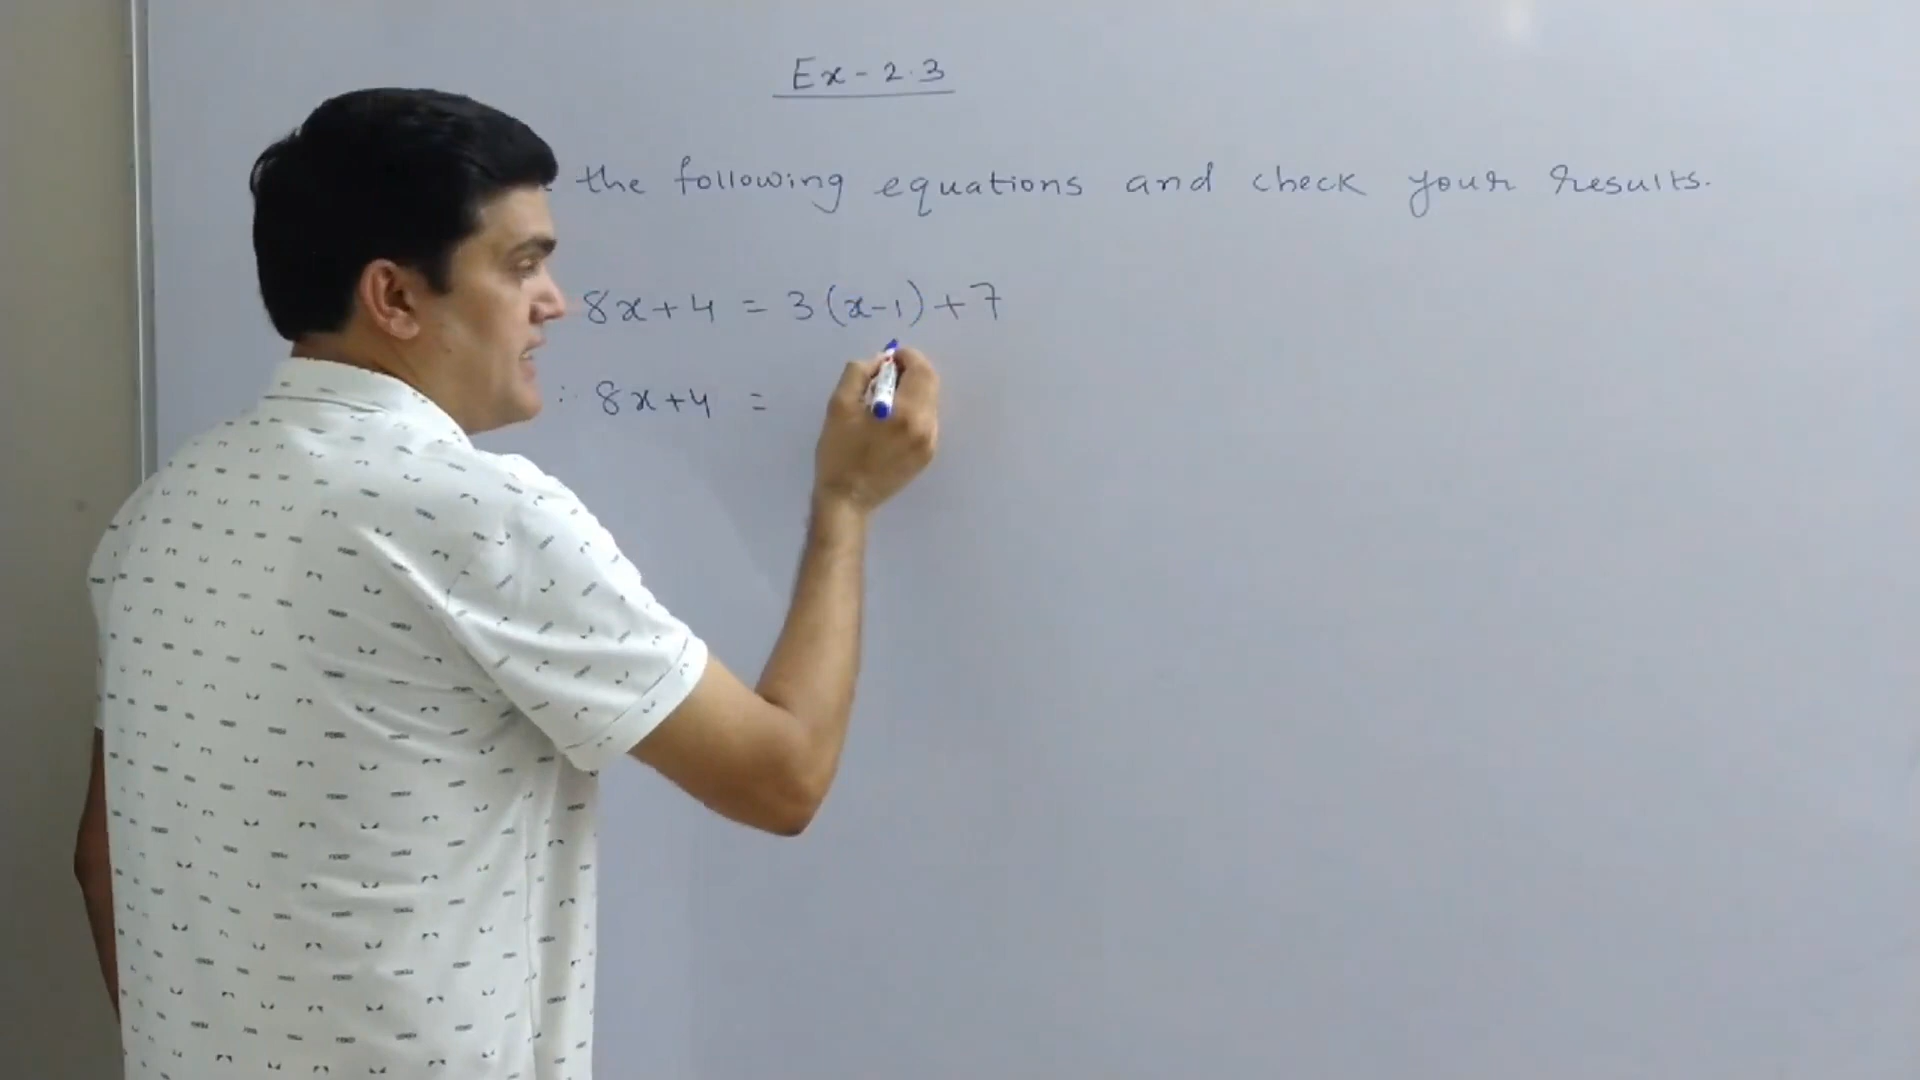 Ex - 2.3
the following equations and check your results.
8x+4 = 3(x-1)+7
∴ 8x+4 =